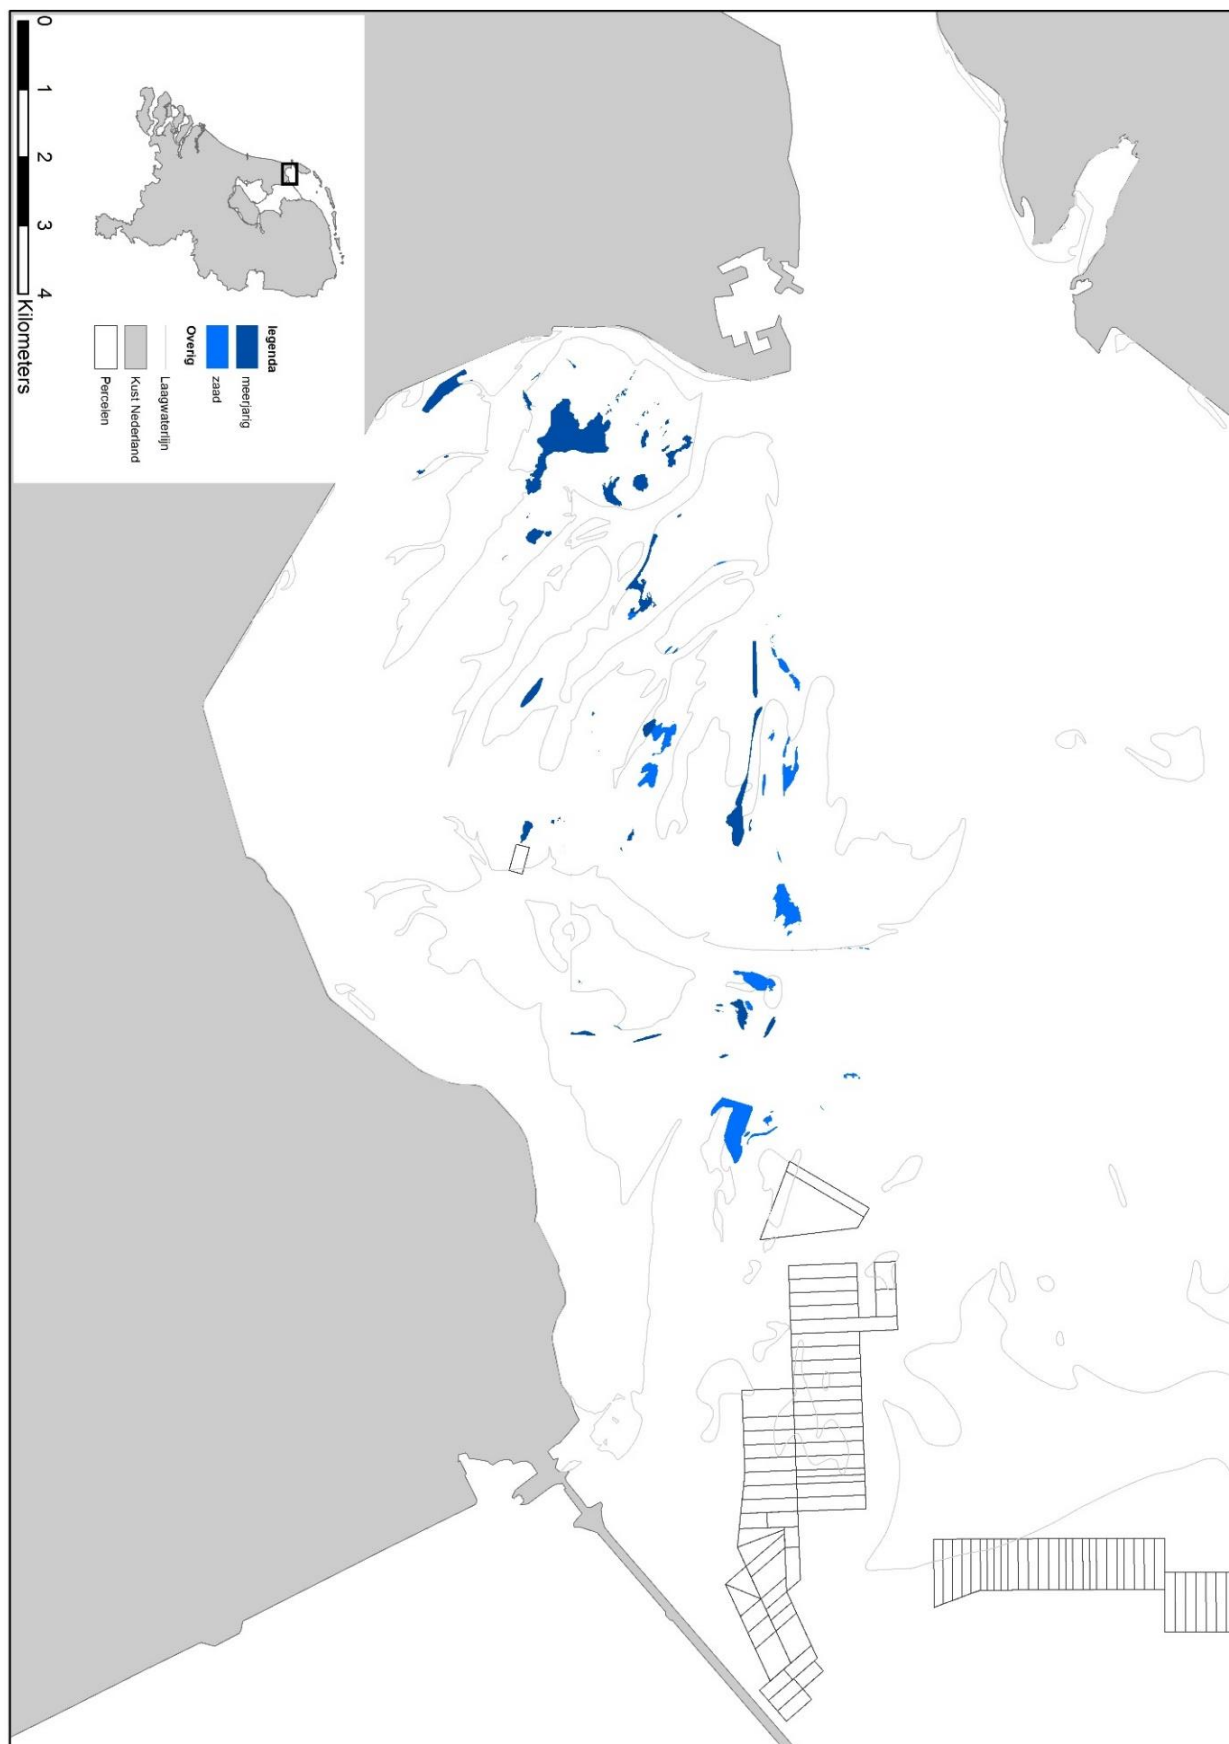 0 1 2 3 4
Kilometers
legenda
meerjarig
zaad
Overig
Laagwaterlijn
Kust Nederland
Percelen